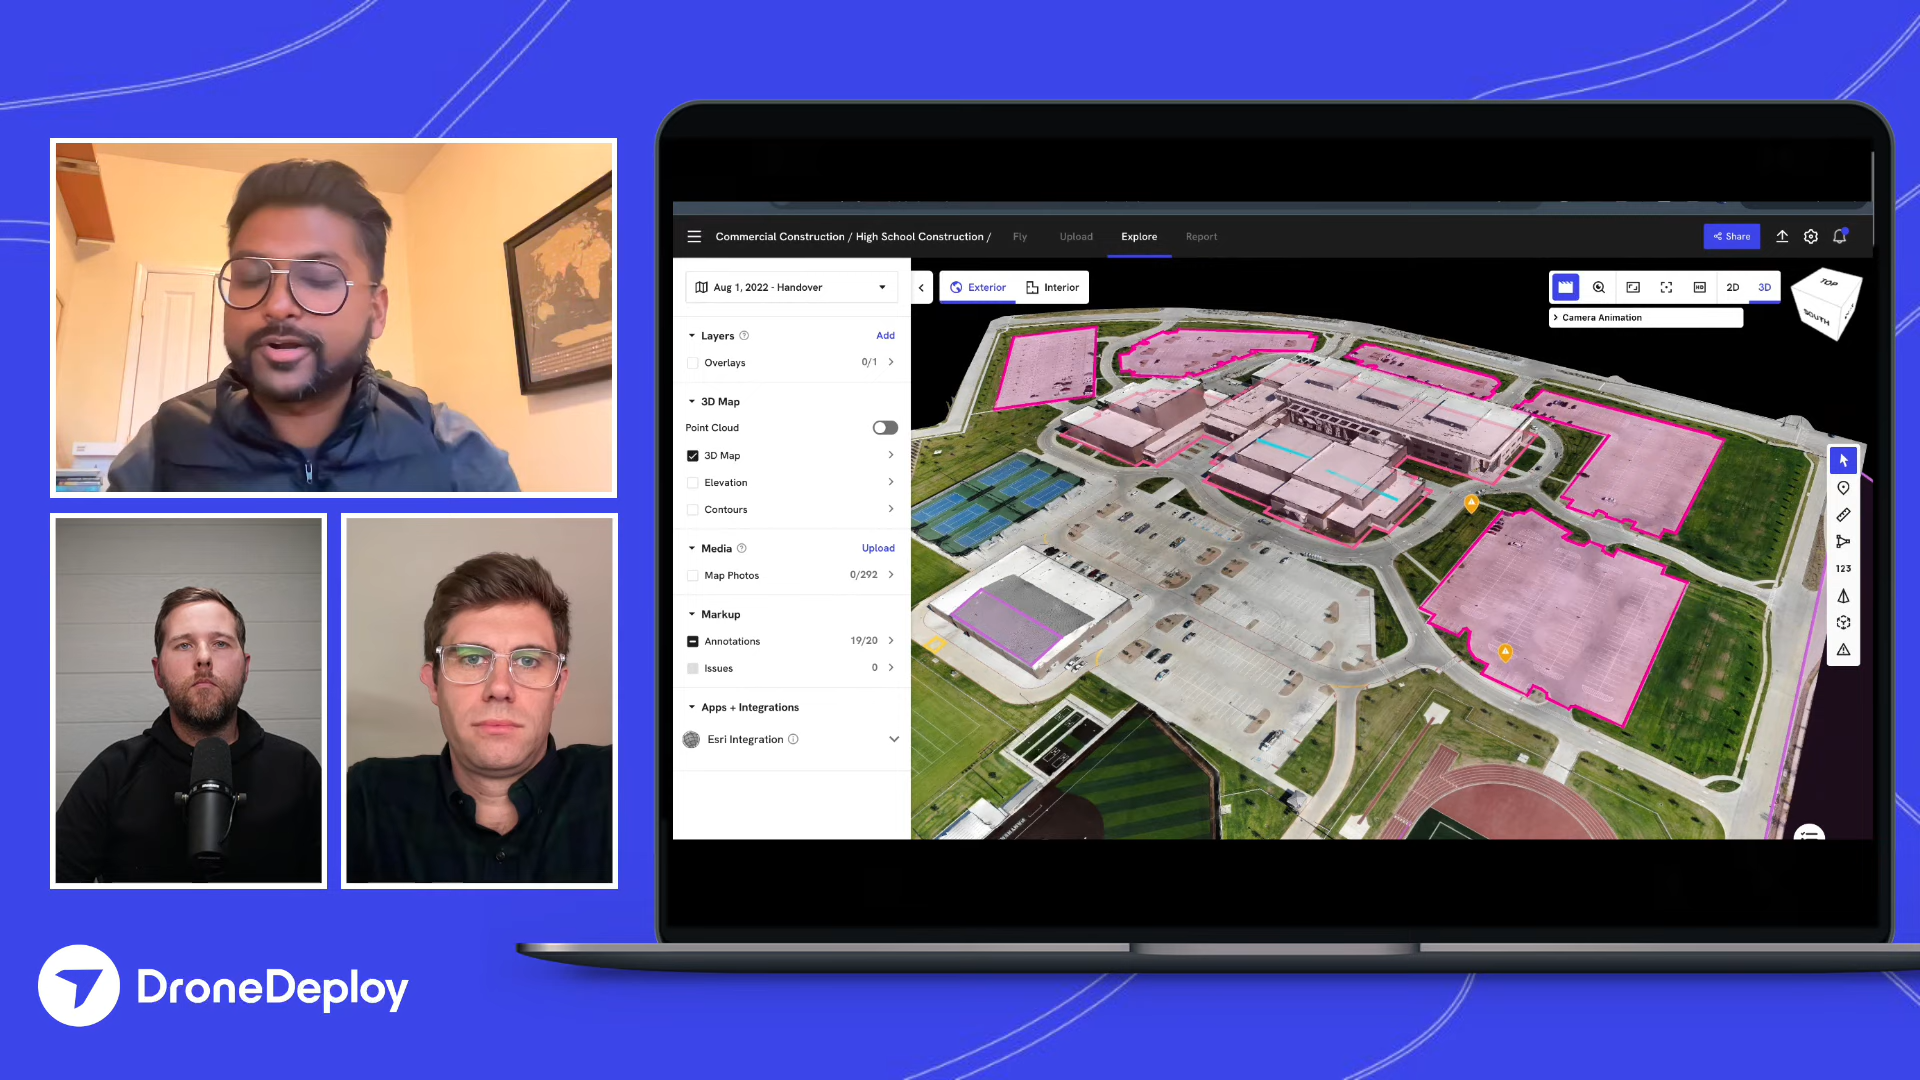 Commercial Construction / High School Construction /
Fly
Upload
Explore
Report
Share
Aug 1, 2022 - Handover
Exterior
Interior
2D
3D
TOP
SOUTH
Camera Animation
Layers
Add
Overlays
0/1
3D Map
Point Cloud
3D Map
Elevation
Contours
Media
Upload
Map Photos
0/292
Markup
Annotations
19/20
Issues
0
Apps + Integrations
Esri Integration
123
DroneDeploy